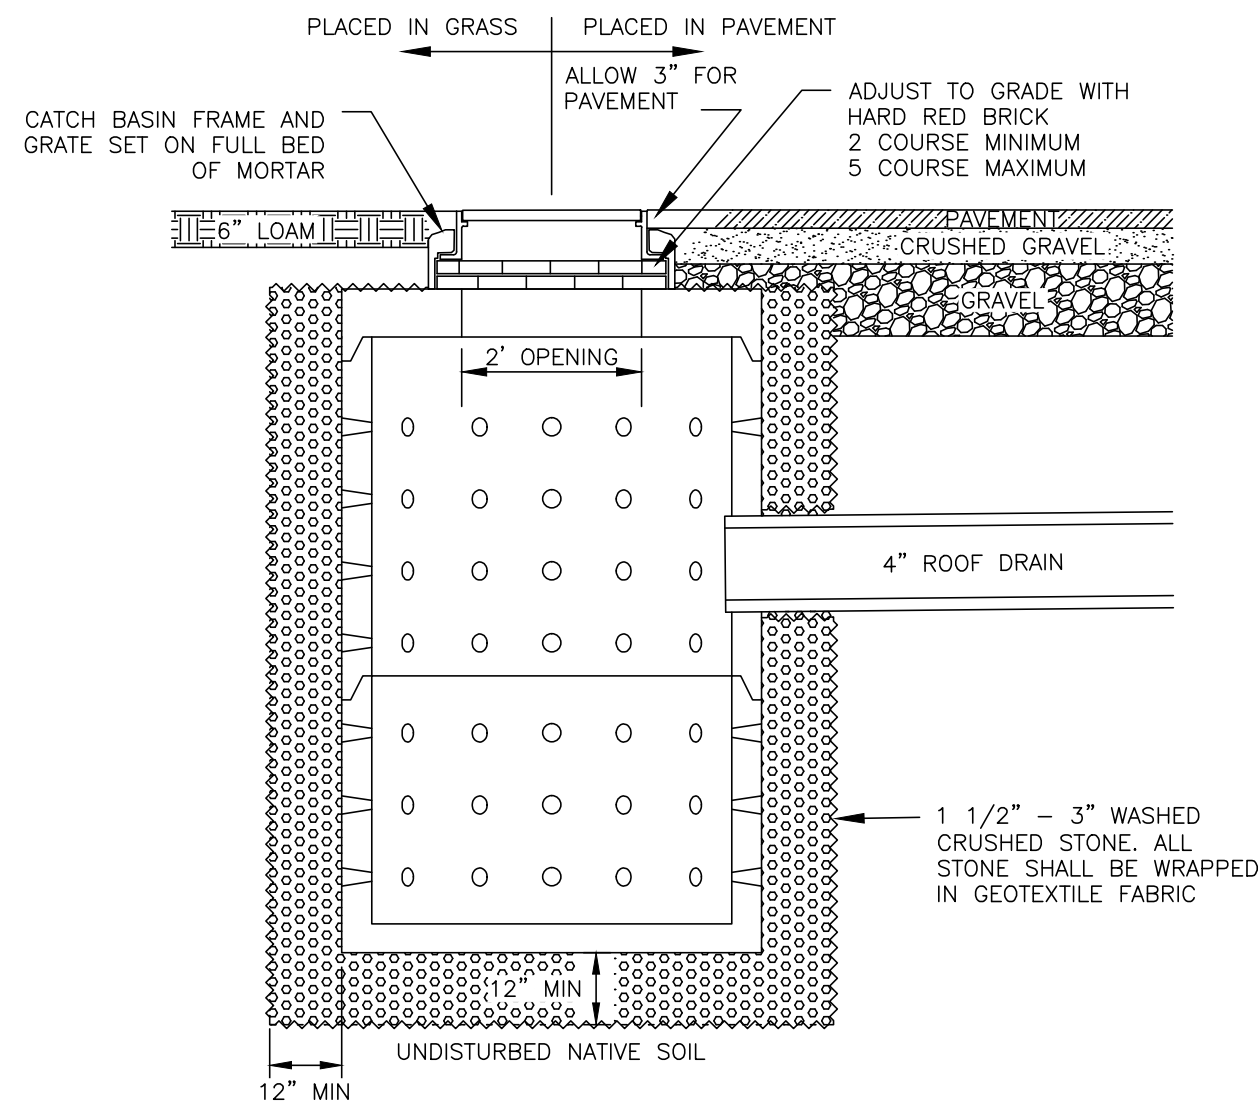 PLACED IN GRASS
PLACED IN PAVEMENT
ALLOW 3” FOR
PAVEMENT
ADJUST TO GRADE WITH
HARD RED BRICK
2 COURSE MINIMUM
5 COURSE MAXIMUM
CATCH BASIN FRAME AND
GRATE SET ON FULL BED
OF MORTAR
6” LOAM
PAVEMENT
CRUSHED GRAVEL
GRAVEL
2’ OPENING
4” ROOF DRAIN
1 1/2” – 3” WASHED
CRUSHED STONE. ALL
STONE SHALL BE WRAPPED
IN GEOTEXTILE FABRIC
12” MIN
UNDISTURBED NATIVE SOIL
12” MIN